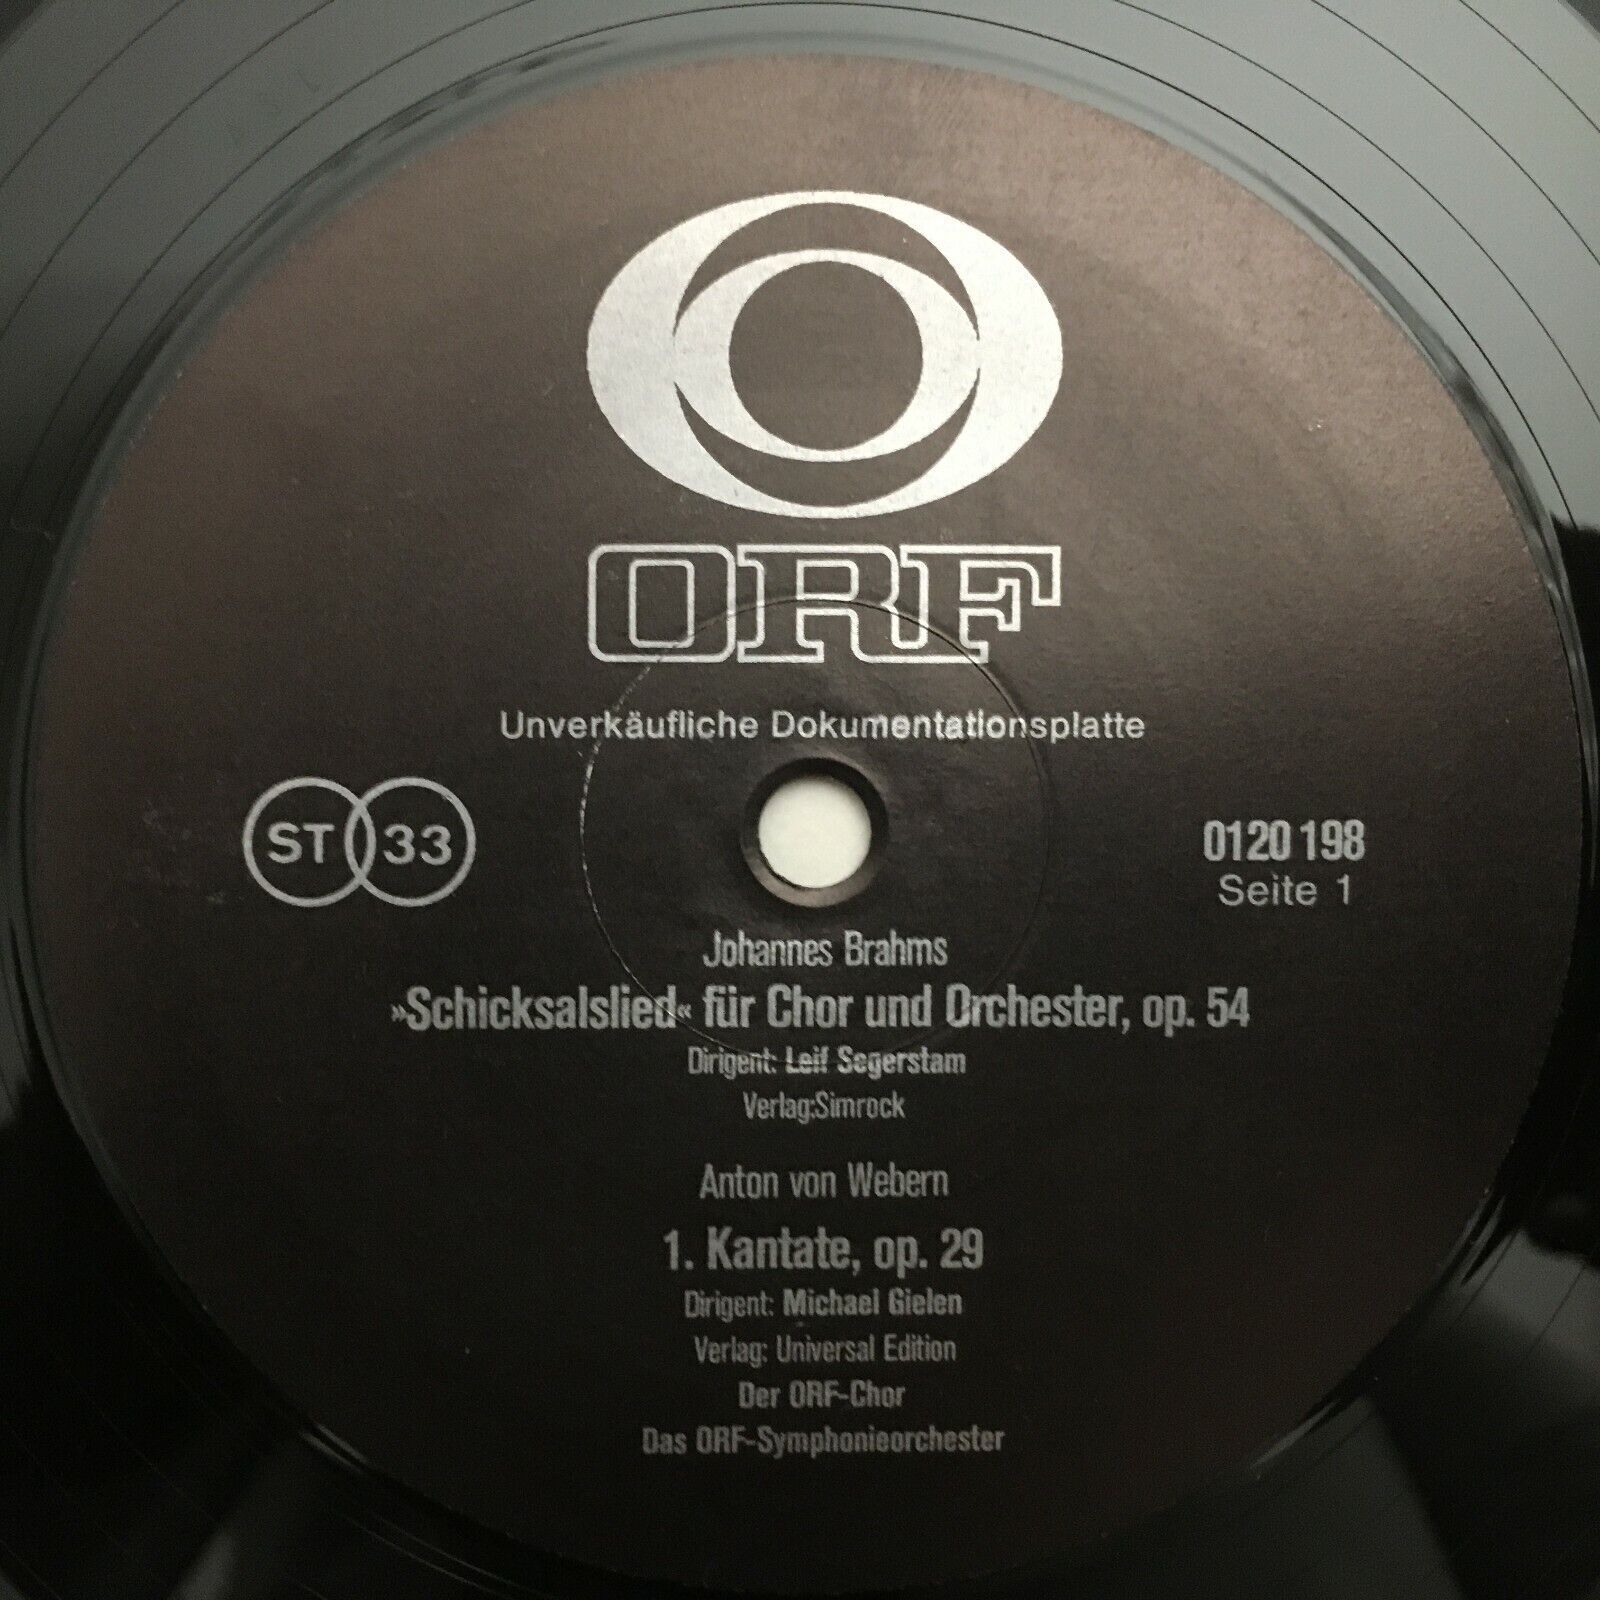 ORF
Unverkäufliche Dokumentationsplatte
ST 33
0120 198
Seite 1
Johannes Brahms
»Schicksalslied« für Chor und Orchester, op. 54
Dirigent: Leif Segerstam
Verlag:Simrock
Anton von Webern
1. Kantate, op. 29
Dirigent: Michael Gielen
Verlag: Universal Edition
Der ORF-Chor
Das ORF-Symphonieorchester